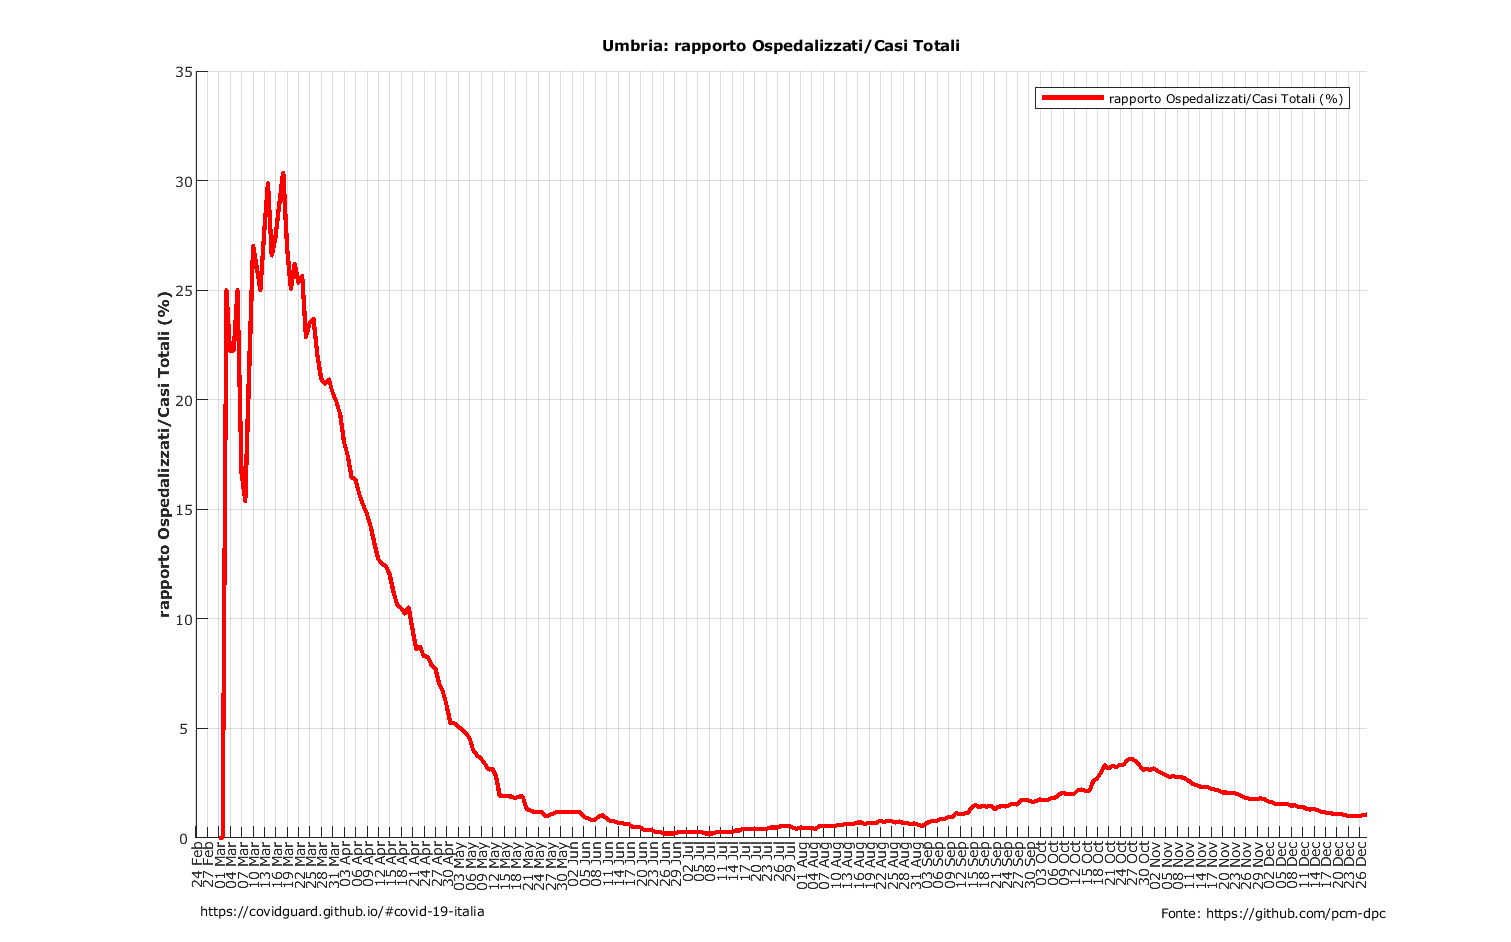 Umbria: rapporto Ospedalizzati/Casi Totali
rapporto Ospedalizzati/Casi Totali (%)
rapporto Ospedalizzati/Casi Totali (%)
35
30
25
20
15
10
5
0
24 Feb
27 Feb
01 Mar
04 Mar
07 Mar
10 Mar
13 Mar
16 Mar
19 Mar
22 Mar
25 Mar
28 Mar
31 Mar
03 Apr
06 Apr
09 Apr
12 Apr
15 Apr
18 Apr
21 Apr
24 Apr
27 Apr
30 Apr
03 May
06 May
09 May
12 May
15 May
18 May
21 May
24 May
27 May
30 May
02 Jun
05 Jun
08 Jun
11 Jun
14 Jun
17 Jun
20 Jun
23 Jun
26 Jun
29 Jun
02 Jul
05 Jul
08 Jul
11 Jul
14 Jul
17 Jul
20 Jul
23 Jul
26 Jul
29 Jul
01 Aug
04 Aug
07 Aug
10 Aug
13 Aug
16 Aug
19 Aug
22 Aug
25 Aug
28 Aug
31 Aug
03 Sep
06 Sep
09 Sep
12 Sep
15 Sep
18 Sep
21 Sep
24 Sep
27 Sep
30 Sep
03 Oct
06 Oct
09 Oct
12 Oct
15 Oct
18 Oct
21 Oct
24 Oct
27 Oct
30 Oct
02 Nov
05 Nov
08 Nov
11 Nov
14 Nov
17 Nov
20 Nov
23 Nov
26 Nov
29 Nov
02 Dec
05 Dec
08 Dec
11 Dec
14 Dec
17 Dec
20 Dec
23 Dec
26 Dec
https://covidguard.github.io/#covid-19-italia
Fonte: https://github.com/pcm-dpc